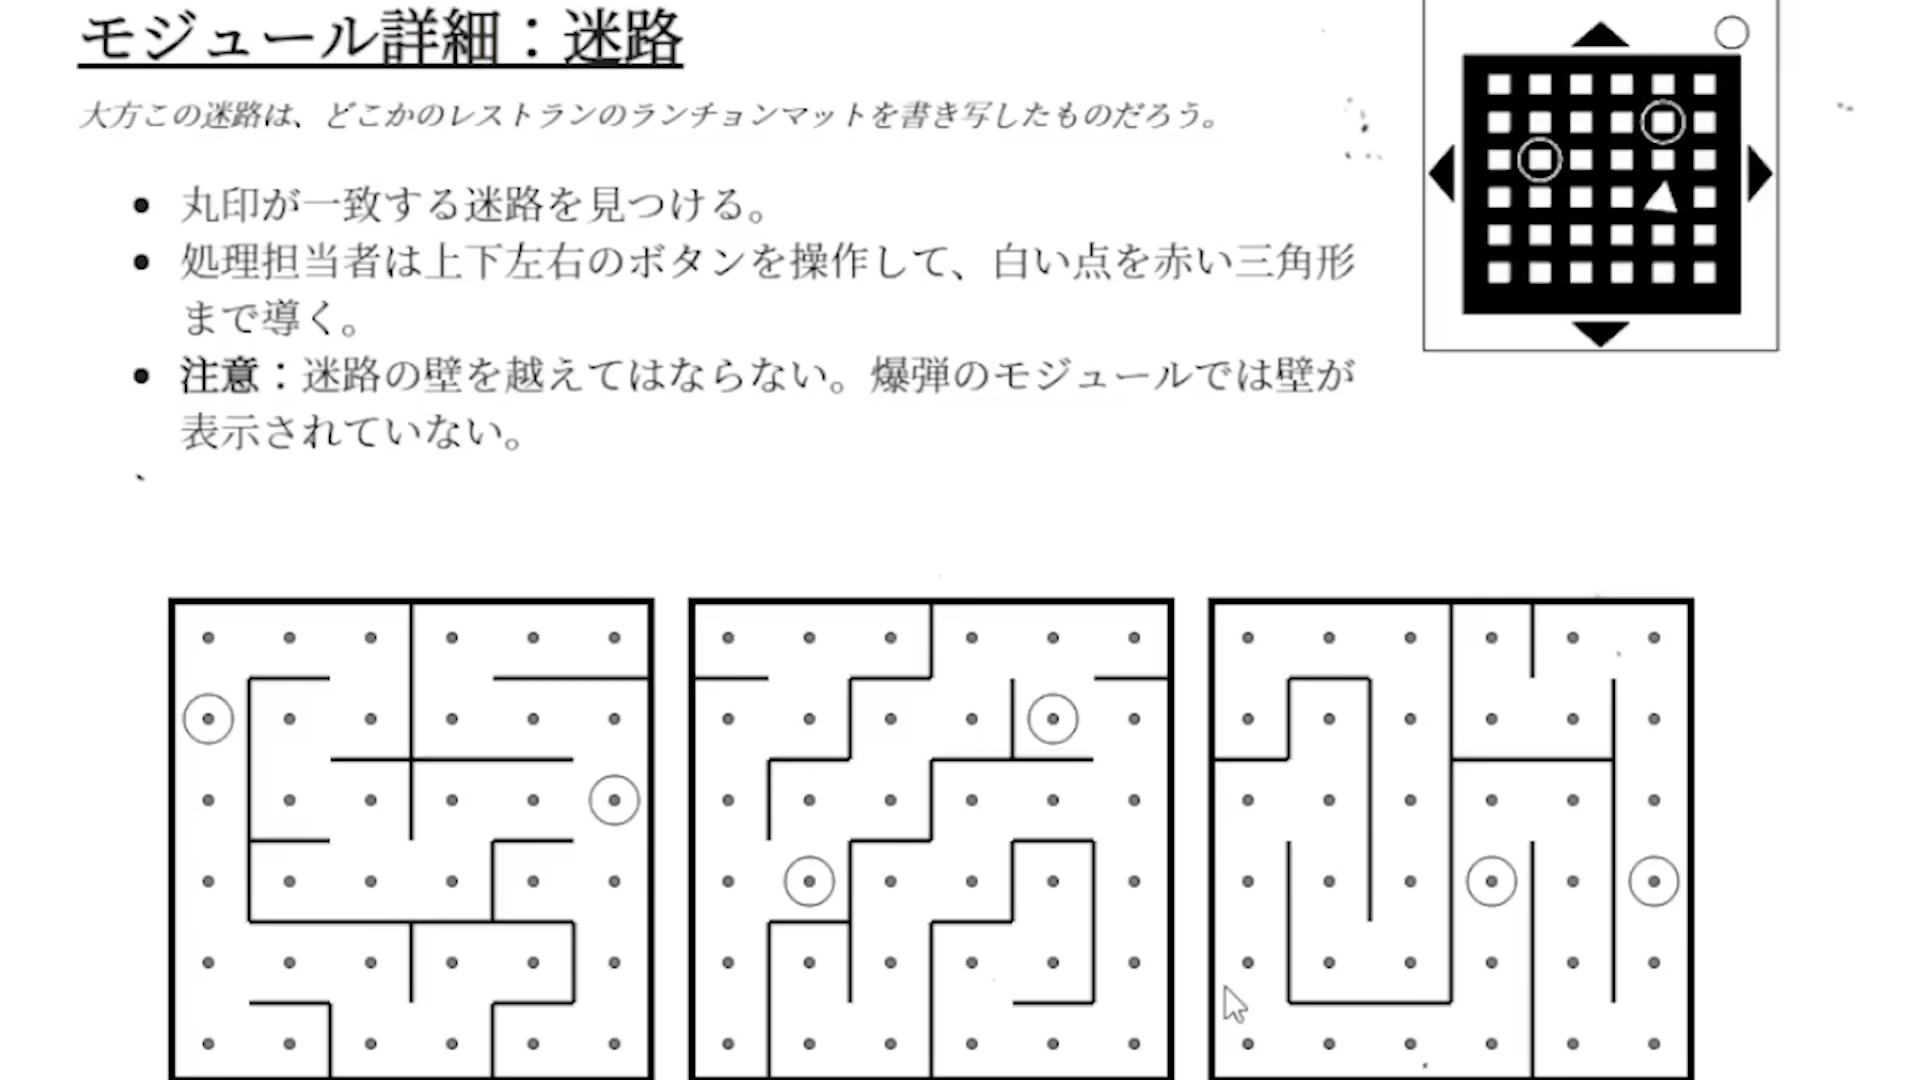 モジュール詳細：迷路
大方この迷路は、どこかのレストランのランチョンマットを書き写したものだろう。
● 丸印が一致する迷路を見つける。
● 処理担当者は上下左右のボタンを操作して、白い点を赤い三角形
まで導く。
● 注意：迷路の壁を越えてはならない。爆弾のモジュールでは壁が
表示されていない。